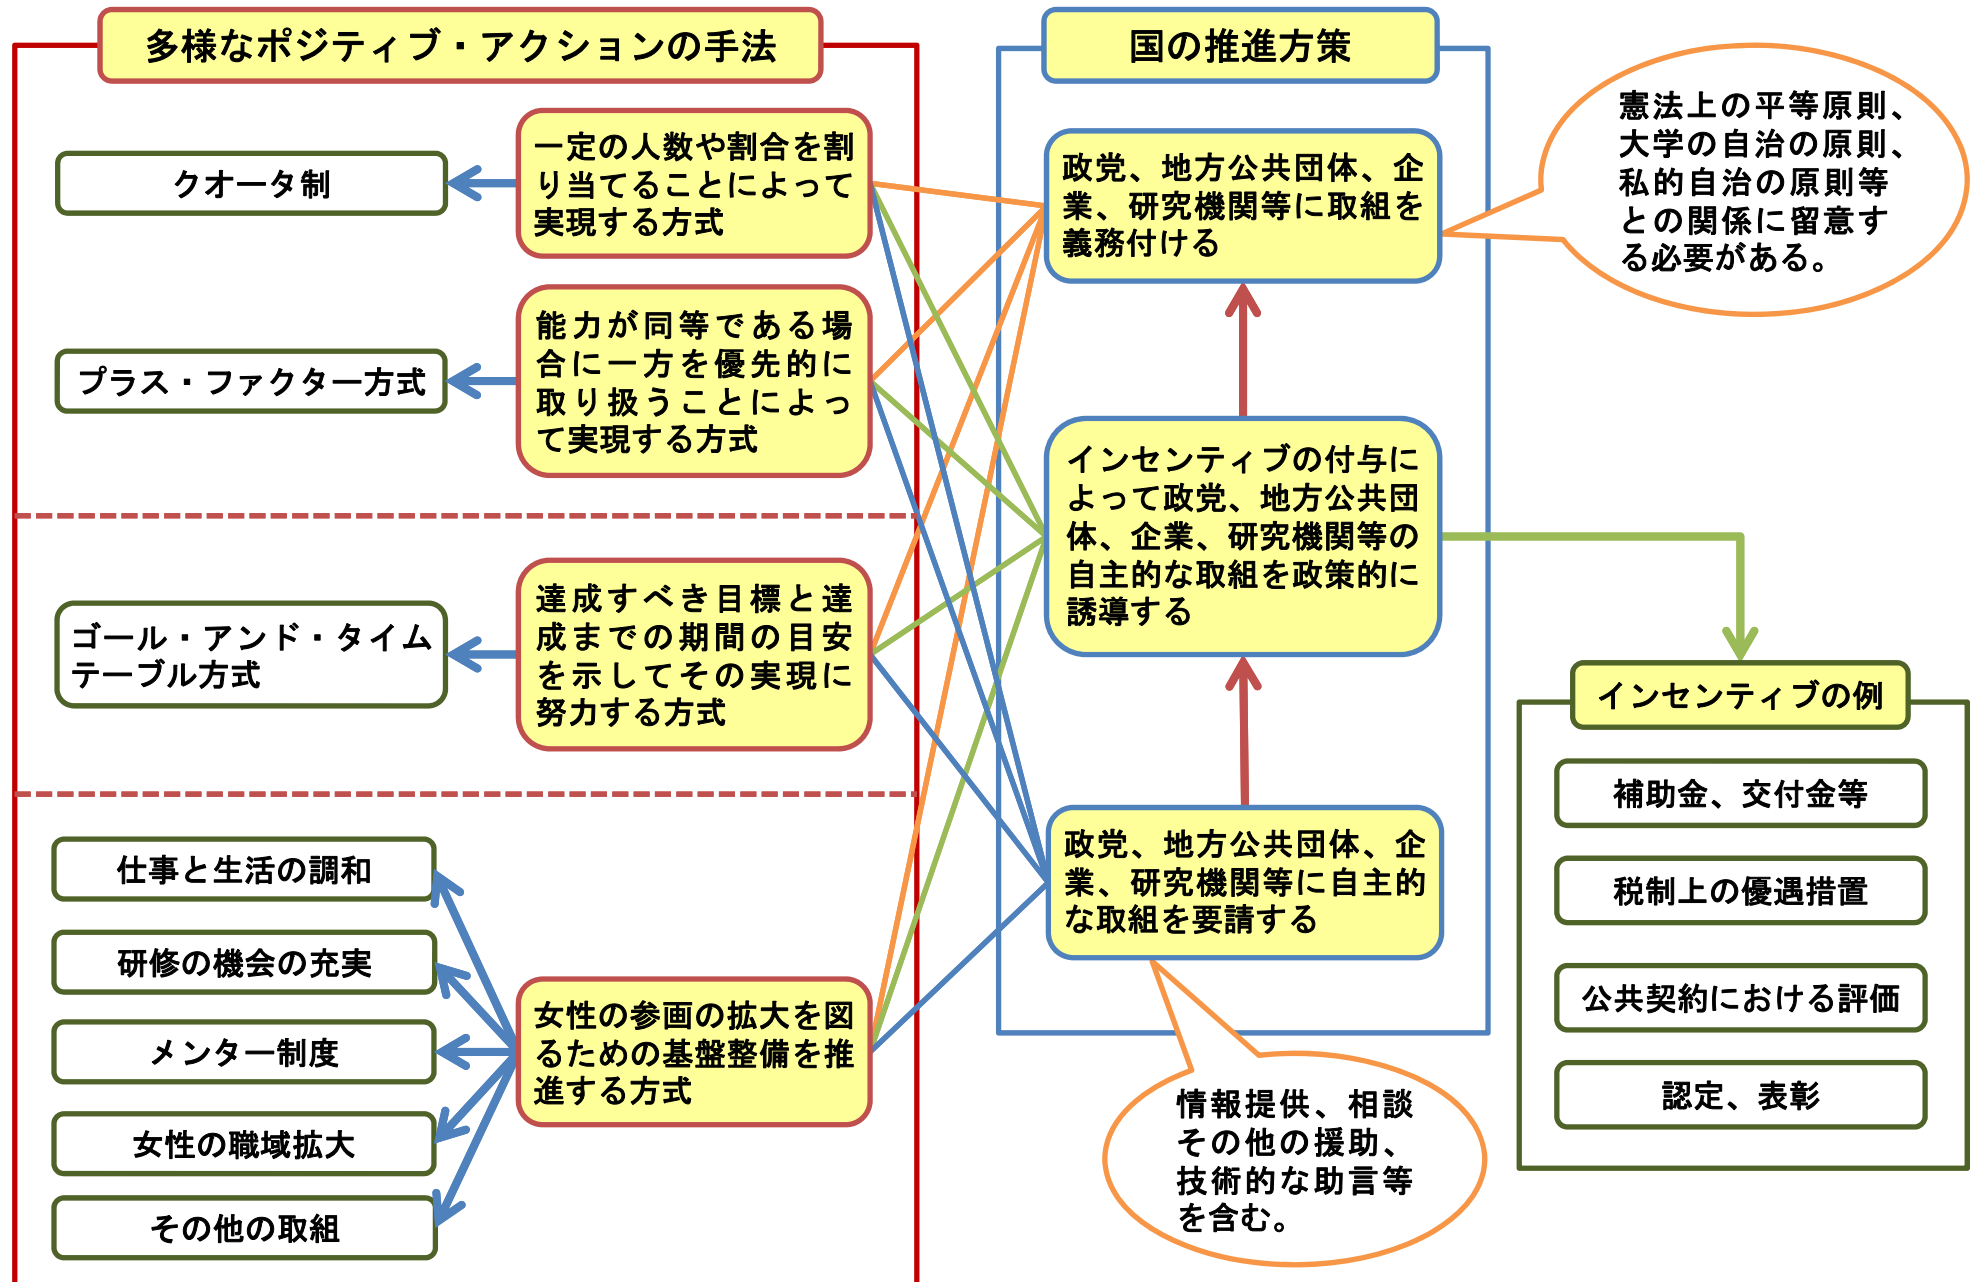 多様なポジティブ・アクションの手法
一定の人数や割合を割
り当てることによって
実現する方式
クオータ制
能力が同等である場
合に一方を優先的に
取り扱うことによっ
て実現する方式
プラス・ファクター方式
達成すべき目標と達
成までの期間の目安
を示してその実現に
努力する方式
ゴール・アンド・タイム
テーブル方式
女性の参画の拡大を図
るための基盤整備を推
進する方式
仕事と生活の調和
研修の機会の充実
メンター制度
女性の職域拡大
その他の取組
国の推進方策
政党、地方公共団体、企
業、研究機関等に取組を
義務付ける
憲法上の平等原則、
大学の自治の原則、
私的自治の原則等
との関係に留意す
る必要がある。
インセンティブの付与に
よって政党、地方公共団
体、企業、研究機関等の
自主的な取組を政策的に
誘導する
政党、地方公共団体、企
業、研究機関等に自主的
な取組を要請する
情報提供、相談
その他の援助、
技術的な助言等
を含む。
インセンティブの例
補助金、交付金等
税制上の優遇措置
公共契約における評価
認定、表彰